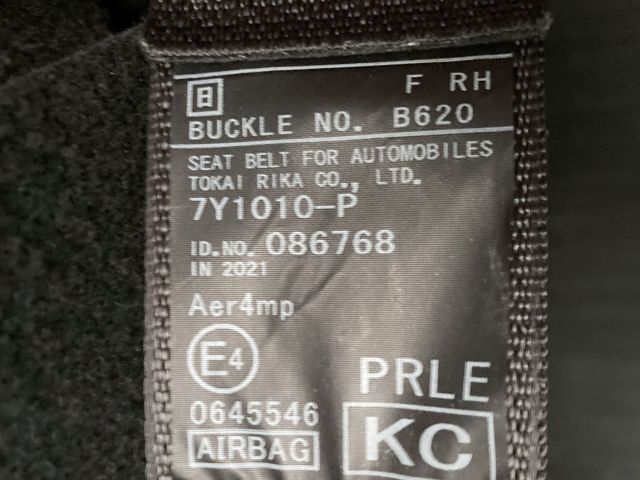 F RH
日
BUCKLE NO. B620
SEAT BELT FOR AUTOMOBILES
TOKAI RIKA CO., LTD.
7Y1010-P
ID.NO. 086768
IN 2021
Aer4mp
E4
PRLE
0645546
KC
AIRBAG